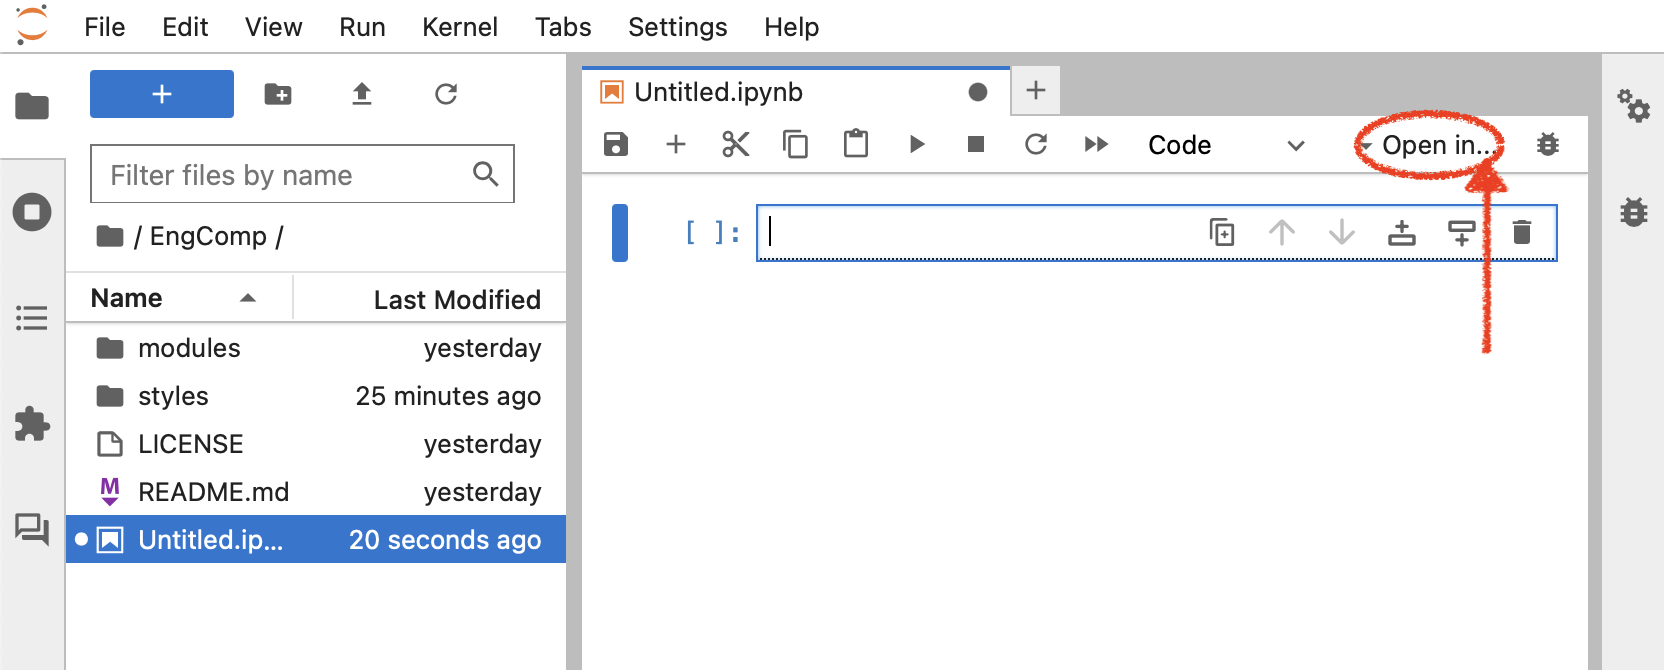 File Edit View Run Kernel Tabs Settings Help
Filter files by name
/ EngComp /
Name Last Modified
modules yesterday
styles 25 minutes ago
LICENSE yesterday
M README.md yesterday
Untitled.ip... 20 seconds ago
Untitled.ipynb
Code Open in...
[ ]: